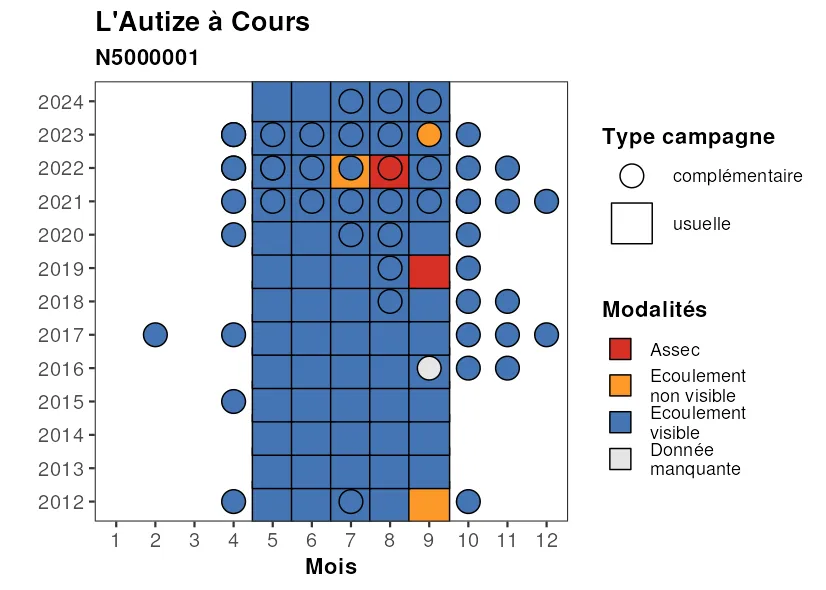 L'Autize à Cours
N5000001
2024
2023
2022
2021
2020
2019
2018
2017
2016
2015
2014
2013
2012
1 2 3 4 5 6 7 8 9 10 11 12
Mois
Type campagne
complémentaire
usuelle
Modalités
Assec
Ecoulement
non visible
Ecoulement
visible
Donnée
manquante